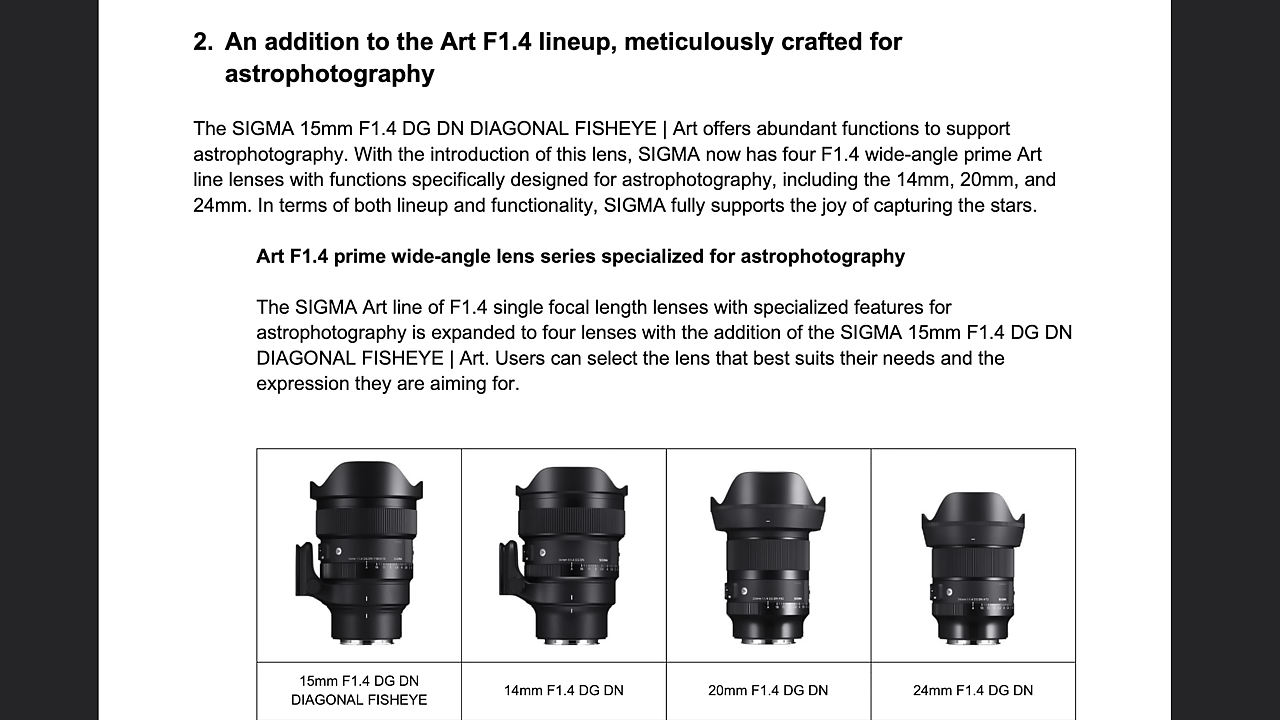 2. An addition to the Art F1.4 lineup, meticulously crafted for
astrophotography
The SIGMA 15mm F1.4 DG DN DIAGONAL FISHEYE | Art offers abundant functions to support
astrophotography. With the introduction of this lens, SIGMA now has four F1.4 wide-angle prime Art
line lenses with functions specifically designed for astrophotography, including the 14mm, 20mm, and
24mm. In terms of both lineup and functionality, SIGMA fully supports the joy of capturing the stars.
Art F1.4 prime wide-angle lens series specialized for astrophotography
The SIGMA Art line of F1.4 single focal length lenses with specialized features for
astrophotography is expanded to four lenses with the addition of the SIGMA 15mm F1.4 DG DN
DIAGONAL FISHEYE | Art. Users can select the lens that best suits their needs and the
expression they are aiming for.
15mm F1.4 DG DN
DIAGONAL FISHEYE
14mm F1.4 DG DN
20mm F1.4 DG DN
24mm F1.4 DG DN